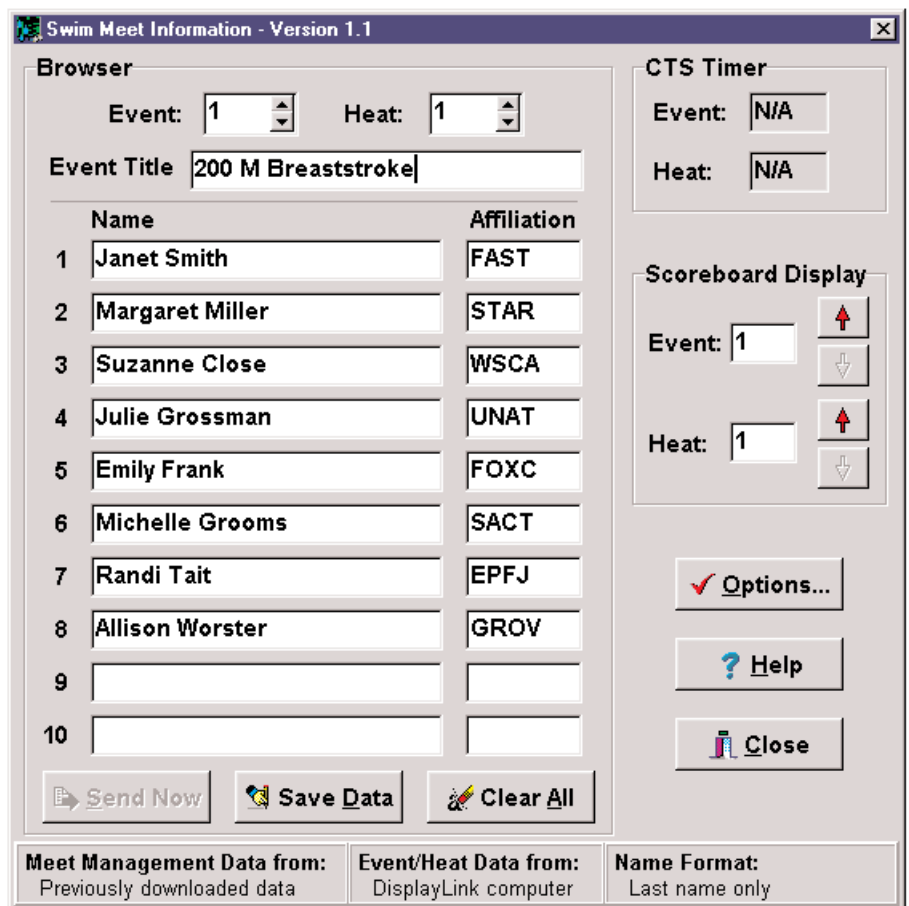 Swim Meet Information - Version 1.1
Browser
Event: 1 Heat: 1
Event Title 200 M Breaststroke
Name Affiliation
1 Janet Smith FAST
2 Margaret Miller STAR
3 Suzanne Close WSCA
4 Julie Grossman UNAT
5 Emily Frank FOXC
6 Michelle Grooms SACT
7 Randi Tait EPFJ
8 Allison Worster GROV
9
10
Send Now Save Data Clear All
CTS Timer
Event: N/A
Heat: N/A
Scoreboard Display
Event: 1
Heat: 1
Options...
? Help
Close
Meet Management Data from:
Previously downloaded data
Event/Heat Data from:
DisplayLink computer
Name Format:
Last name only